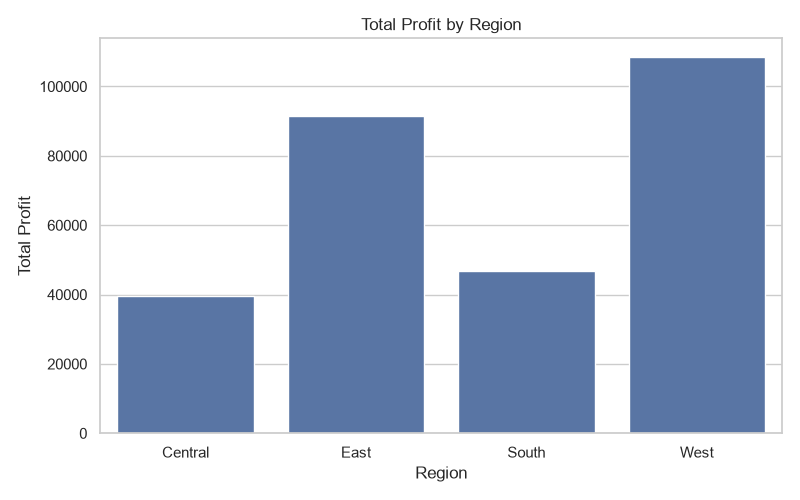 Total Profit by Region
Total Profit
100000
80000
60000
40000
20000
0
Central East South West
Region